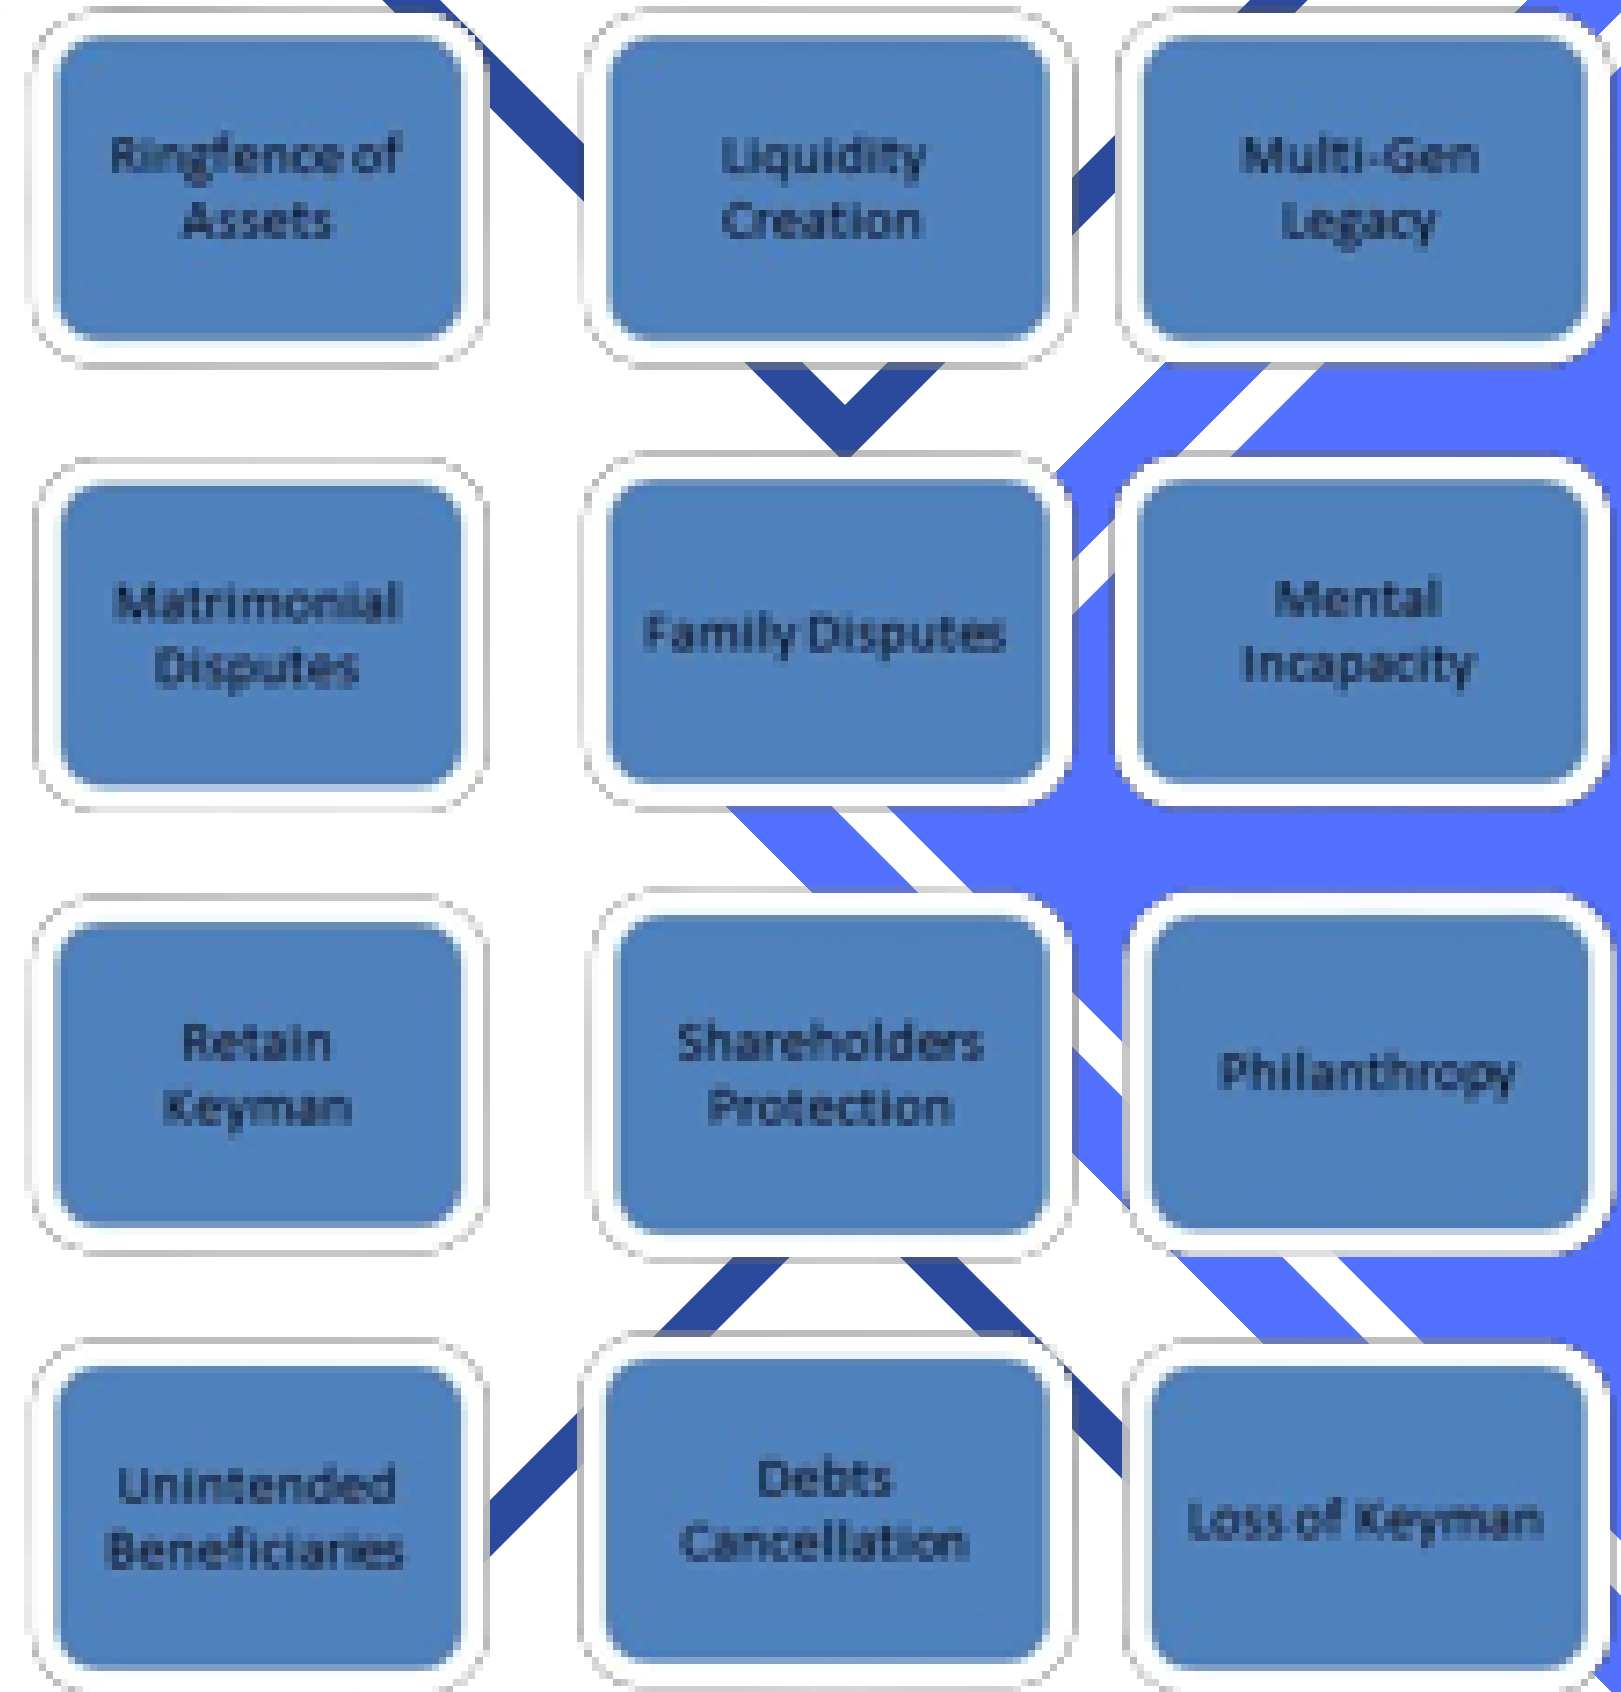 Ringfence of
Assets
Liquidity
Creation
Multi-Gen
Legacy
Matrimonial
Disputes
Family Disputes
Mental
Incapacity
Retain
Keyman
Shareholders
Protection
Philanthropy
Unintended
Beneficiaries
Debts
Cancellation
Loss of Keyman